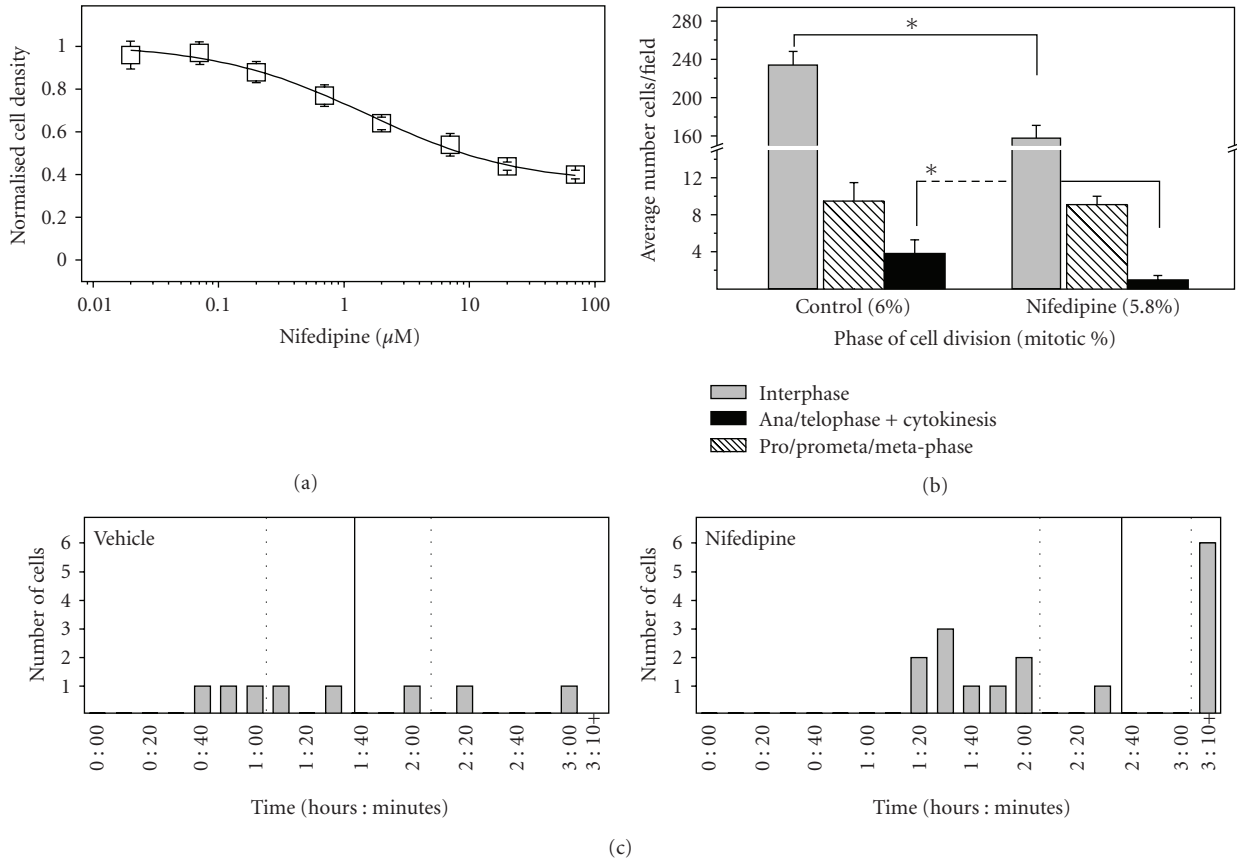 Normalised cell density
1
0.8
0.6
0.4
0.2
0
0.01
0.1
1
10
100
Nifedipine (µM)
(a)
Average number cells/field
280
240
200
160
12
8
4
*
*
Control (6%)
Nifedipine (5.8%)
Phase of cell division (mitotic %)
Interphase
Ana/telophase + cytokinesis
Pro/prometa/meta-phase
(b)
Vehicle
Number of cells
6
5
4
3
2
1
0 : 00
0 : 20
0 : 40
1 : 00
1 : 20
1 : 40
2 : 00
2 : 20
2 : 40
3 : 00
3 : 10+
Time (hours : minutes)
Nifedipine
Number of cells
6
5
4
3
2
1
0 : 00
0 : 20
0 : 40
1 : 00
1 : 20
1 : 40
2 : 00
1 : 20
2 : 40
3 : 00
3 : 10+
Time (hours : minutes)
(c)